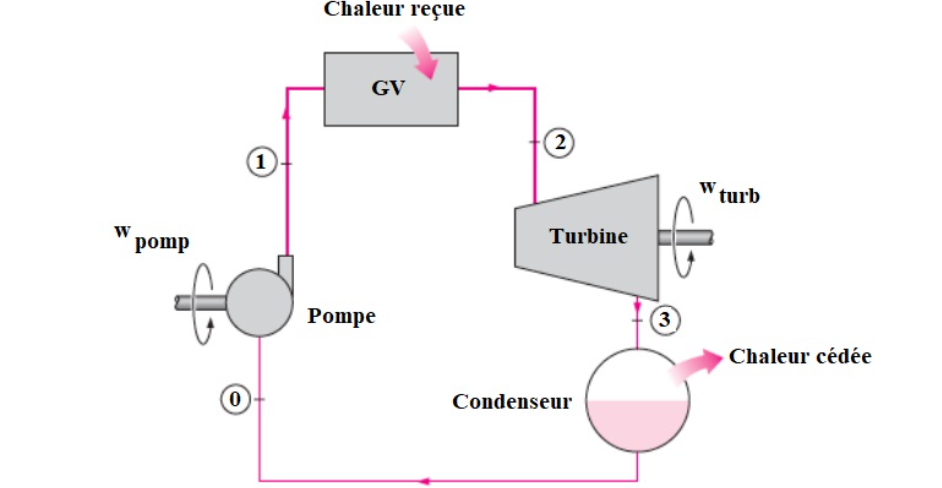 Chaleur reçue
GV
2
1
w turb
w pomp
Turbine
Pompe
3
Chaleur cédée
0
Condenseur